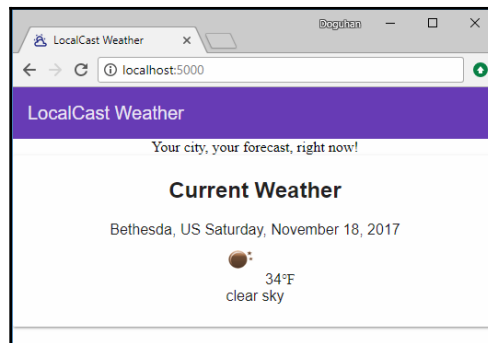 Doguhan
LocalCast Weather
localhost:5000
LocalCast Weather
Your city, your forecast, right now!
Current Weather
Bethesda, US Saturday, November 18, 2017
34°F
clear sky